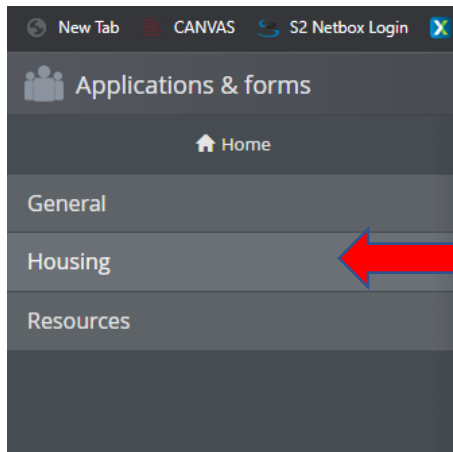 New Tab CANVAS S2 Netbox Login X
Applications & forms
Home
General
Housing
Resources